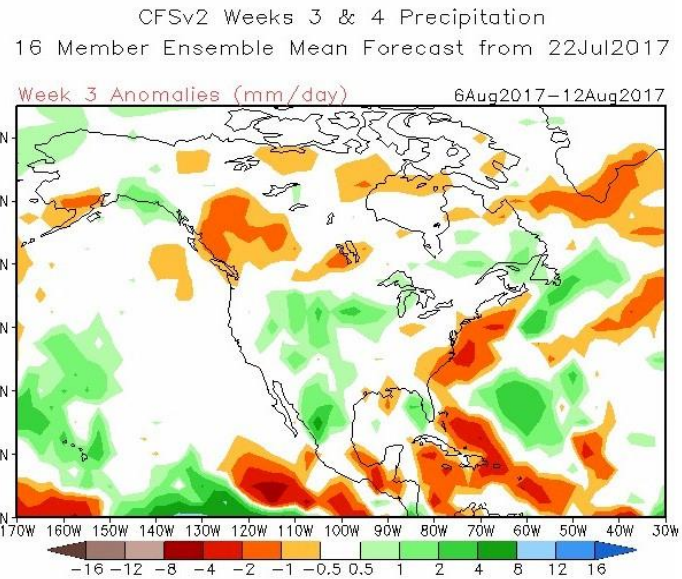 CFSv2 Weeks 3 & 4 Precipitation
16 Member Ensemble Mean Forecast from 22Jul2017
Week 3 Anomalies (mm/day) 6Aug2017-12Aug2017
N
N
N
N
N
N
N
170W 160W 150W 140W 130W 120W 110W 100W 90W 80W 70W 60W 50W 40W 30W
-16 -12 -8 -4 -2 -1 -0.5 0.5 1 2 4 8 12 16